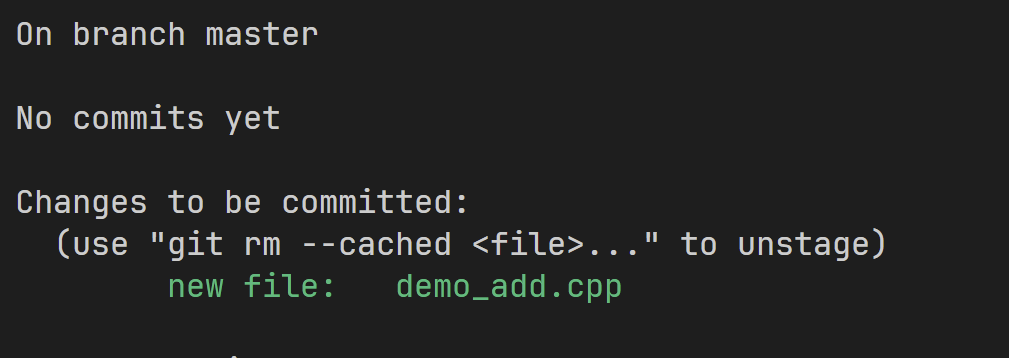 On branch master
No commits yet
Changes to be committed:
(use "git rm --cached <file>..." to unstage)
new file: demo_add.cpp